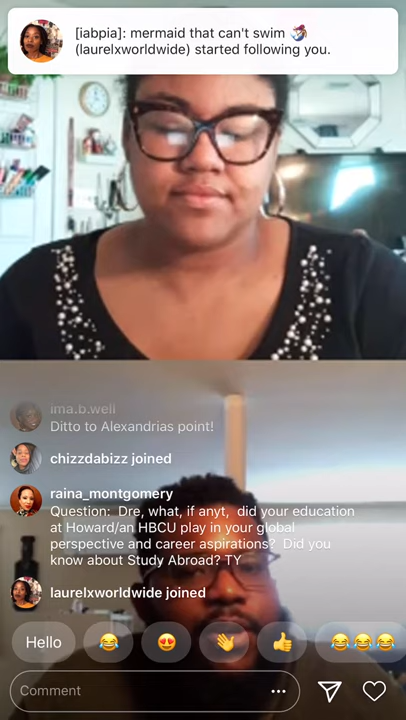 [iabpia]: mermaid that can't swim 🧜‍♀️
(laurelxworldwide) started following you.
ima.b.well
Ditto to Alexandrias point!
chizzdabizz joined
raina_montgomery
Question: Dre, what, if anyt, did your education
at Howard/an HBCU play in your global
perspective and career aspirations? Did you
know about Study Abroad? TY
laurelxworldwide joined
Hello 😂 😍 👋 👍 😂😂😂
Comment ...